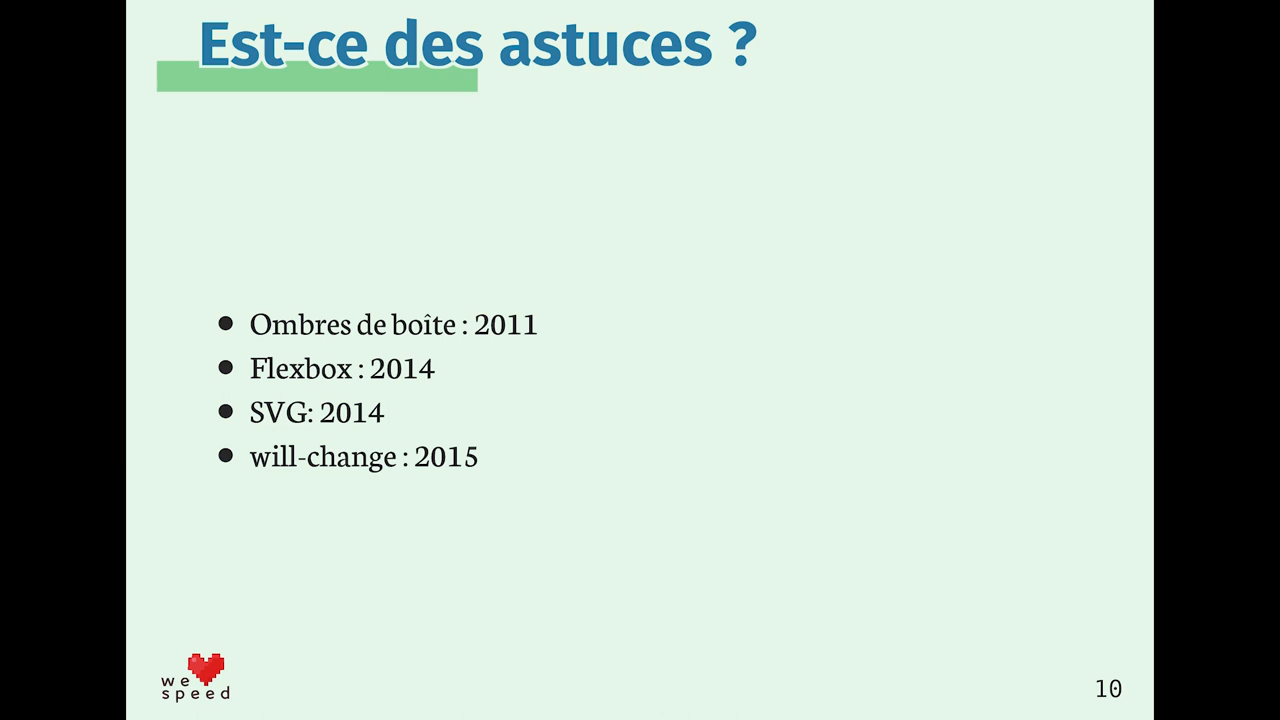 Est-ce des astuces ?
Ombres de boîte : 2011
Flexbox : 2014
SVG: 2014
will-change : 2015
we
speed
10